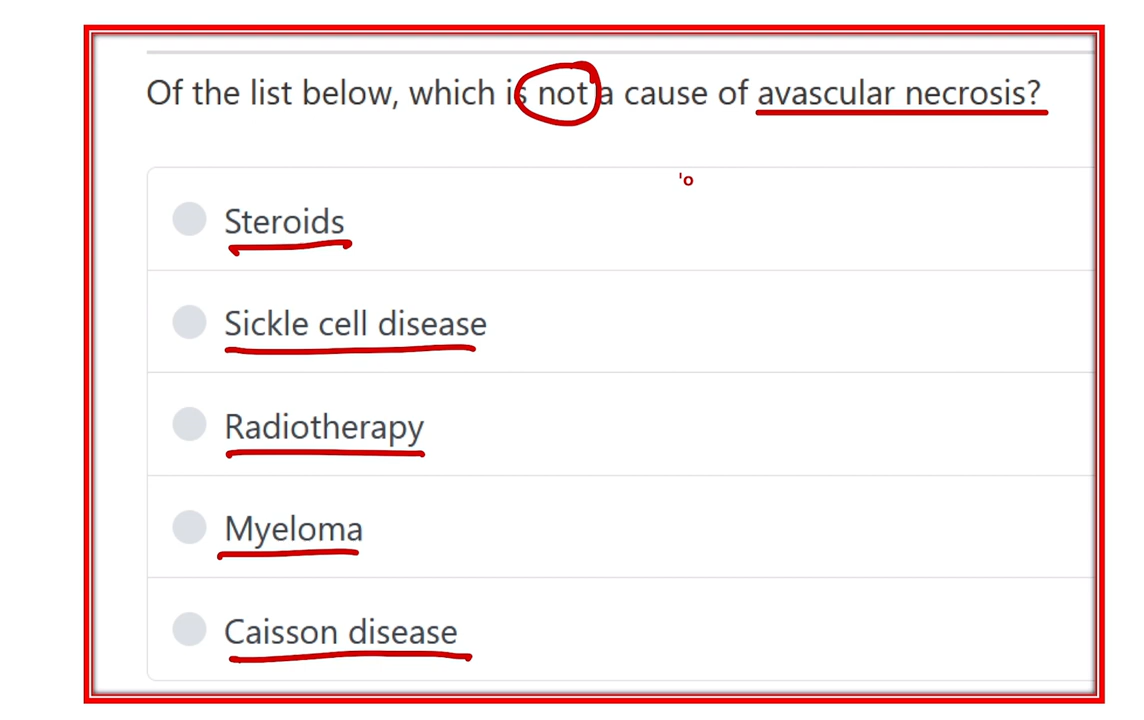 Of the list below, which is not a cause of avascular necrosis?
'o
Steroids
Sickle cell disease
Radiotherapy
Myeloma
Caisson disease